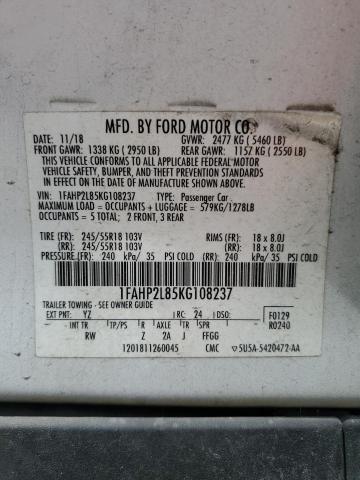 MFD. BY FORD MOTOR CO.
DATE: 11/18 GVWR: 2477 KG ( 5460 LB)
FRONT GAWR: 1338 KG ( 2950 LB) REAR GAWR: 1157 KG ( 2550 LB)
THIS VEHICLE CONFORMS TO ALL APPLICABLE FEDERAL MOTOR
VEHICLE SAFETY, BUMPER, AND THEFT PREVENTION STANDARDS
IN EFFECT ON THE DATE OF MANUFACTURE SHOWN ABOVE.
VIN: 1FAHP2L85KG108237 TYPE: Passenger Car
MAXIMUM LOAD = OCCUPANTS + LUGGAGE = 579KG/1278LB
OCCUPANTS = 5 TOTAL; 2 FRONT, 3 REAR
TIRE (FR): 245/55R18 103V RIMS (FR): 18 x 8.0J
(RR): 245/55R18 103V (RR): 18 x 8.0J
PRESSURE(FR): 240 kPa/ 35 PSI COLD (RR): 240 kPa/ 35 PSI COLD
1FAHP2L85KG108237
TRAILER TOWING - SEE OWNER GUIDE
EXT PNT: YZ RC: 24 DSO: F0129
INT TR TP/PS R AXLE TR SPR R0240
RW Z 2A J FFGG
1201811260045 CMC 5U5A-5420472-AA